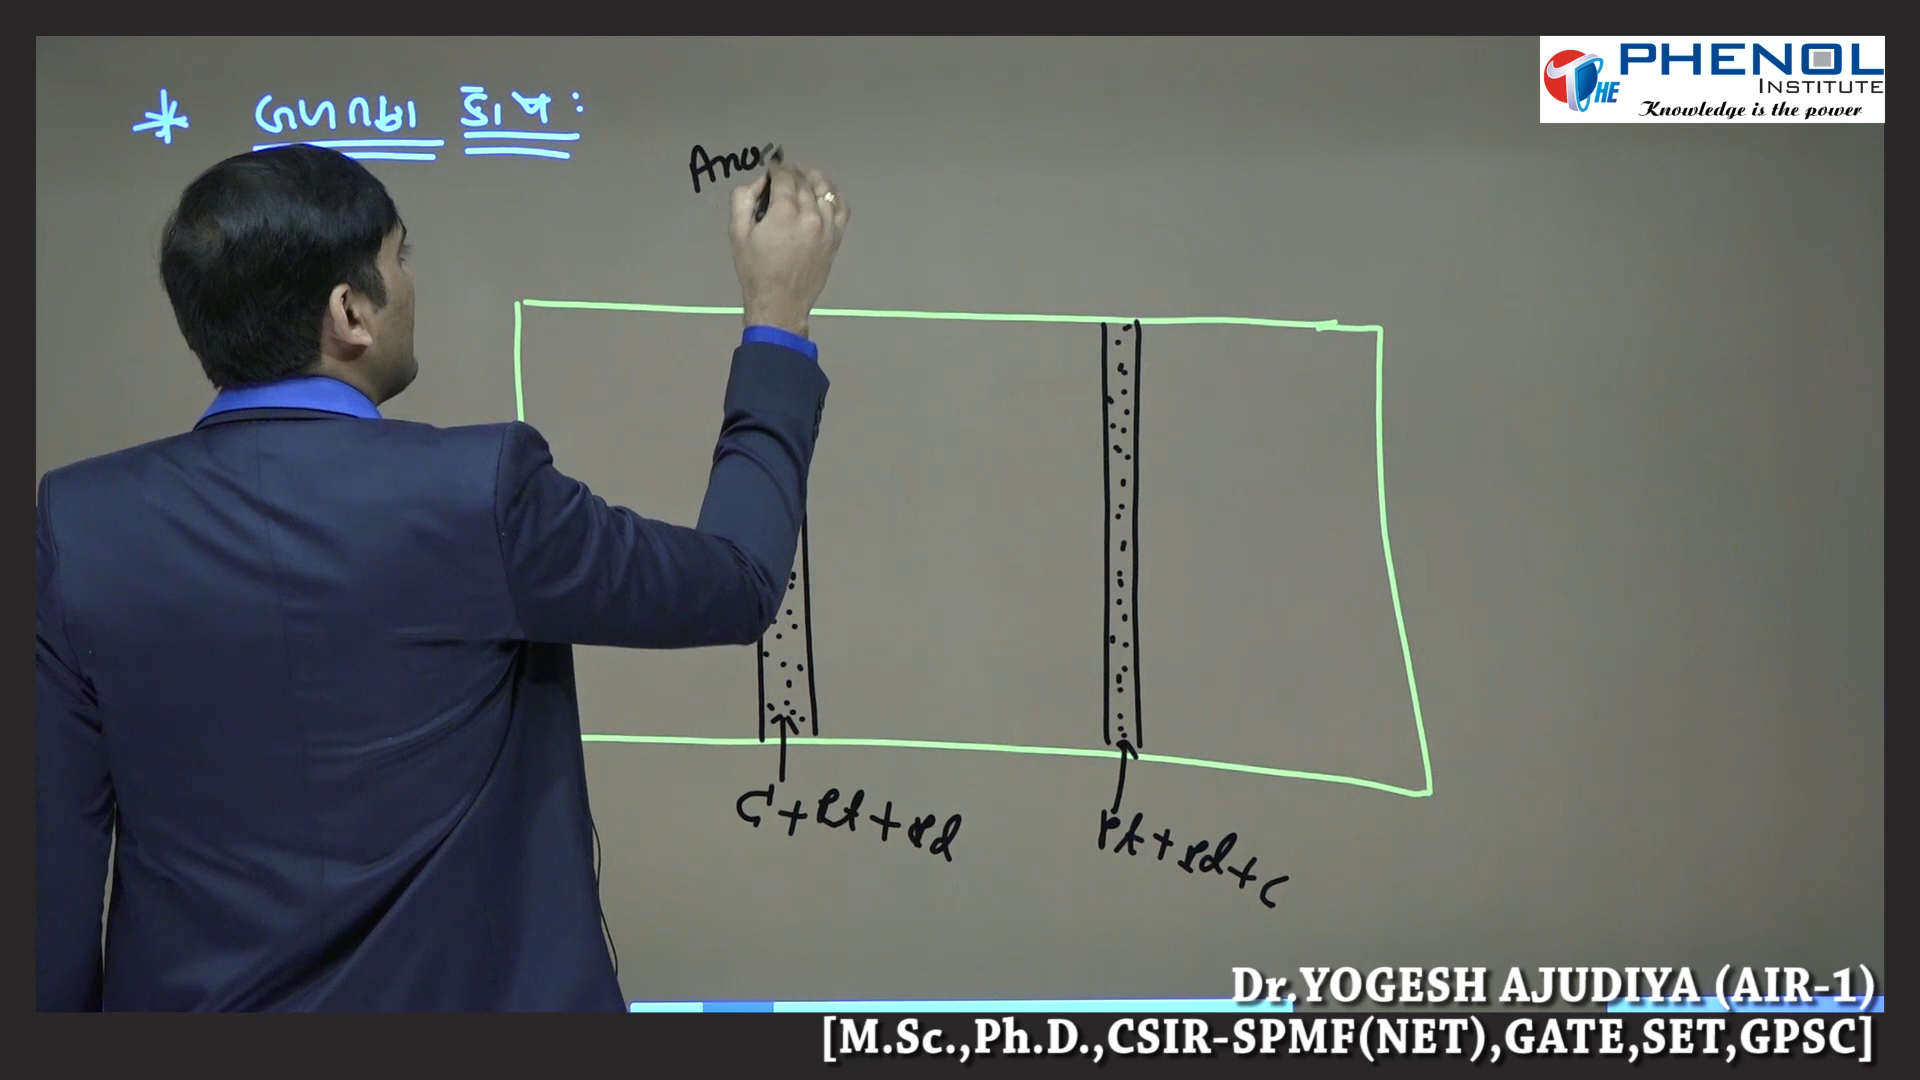 PHENOL
THE
INSTITUTE
Knowledge is the power
* બળતણ કોષ :
Ano
C + Pt + Pd
Pt + Pd + C
Dr.YOGESH AJUDIYA (AIR-1)
[M.Sc.,Ph.D.,CSIR-SPMF(NET),GATE,SET,GPSC]